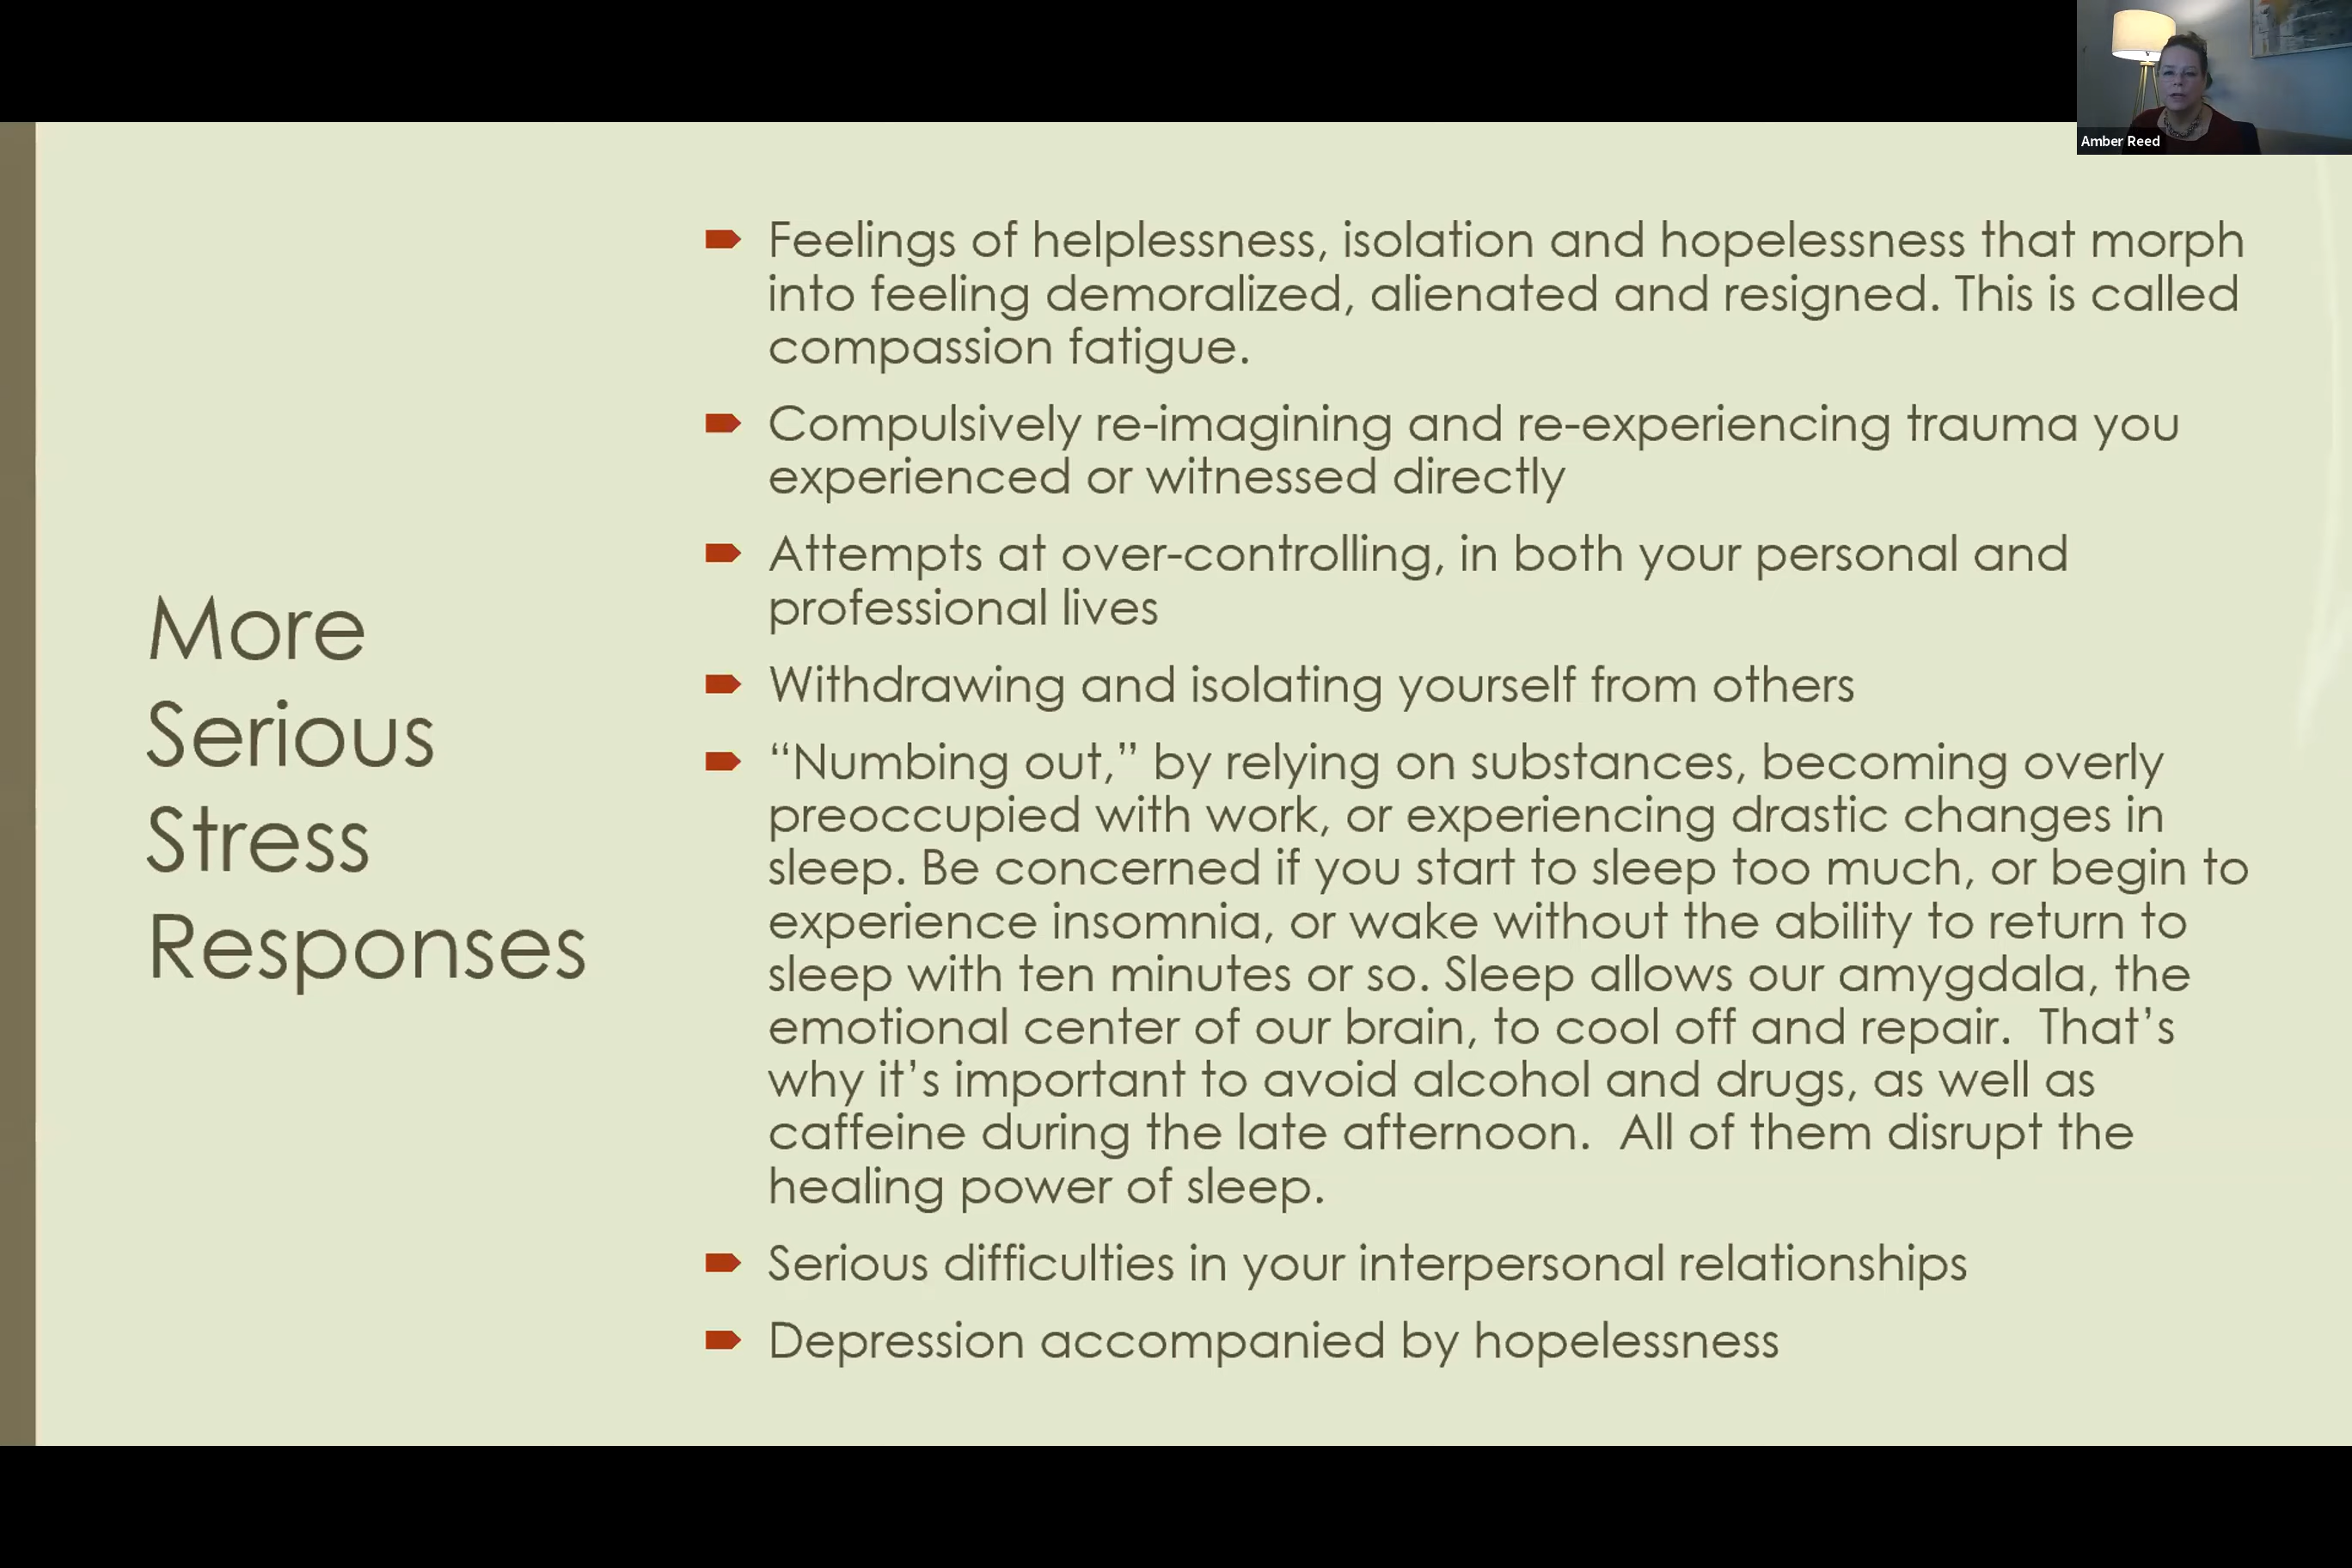 Amber Reed
More
Serious
Stress
Responses
Feelings of helplessness, isolation and hopelessness that morph
into feeling demoralized, alienated and resigned. This is called
compassion fatigue.
Compulsively re-imagining and re-experiencing trauma you
experienced or witnessed directly
Attempts at over-controlling, in both your personal and
professional lives
Withdrawing and isolating yourself from others
“Numbing out,” by relying on substances, becoming overly
preoccupied with work, or experiencing drastic changes in
sleep. Be concerned if you start to sleep too much, or begin to
experience insomnia, or wake without the ability to return to
sleep with ten minutes or so. Sleep allows our amygdala, the
emotional center of our brain, to cool off and repair.  That’s
why it’s important to avoid alcohol and drugs, as well as
caffeine during the late afternoon.  All of them disrupt the
healing power of sleep.
Serious difficulties in your interpersonal relationships
Depression accompanied by hopelessness